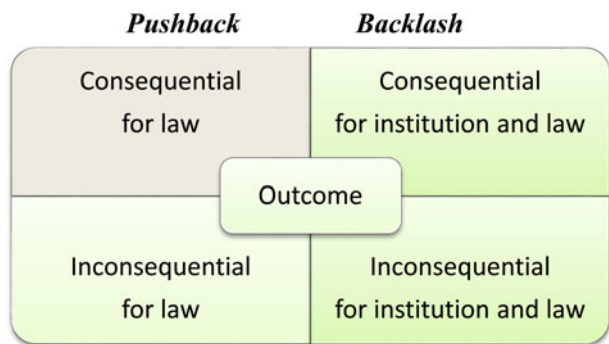 Pushback Backlash
Consequential
for law
Consequential
for institution and law
Outcome
Inconsequential
for law
Inconsequential
for institution and law